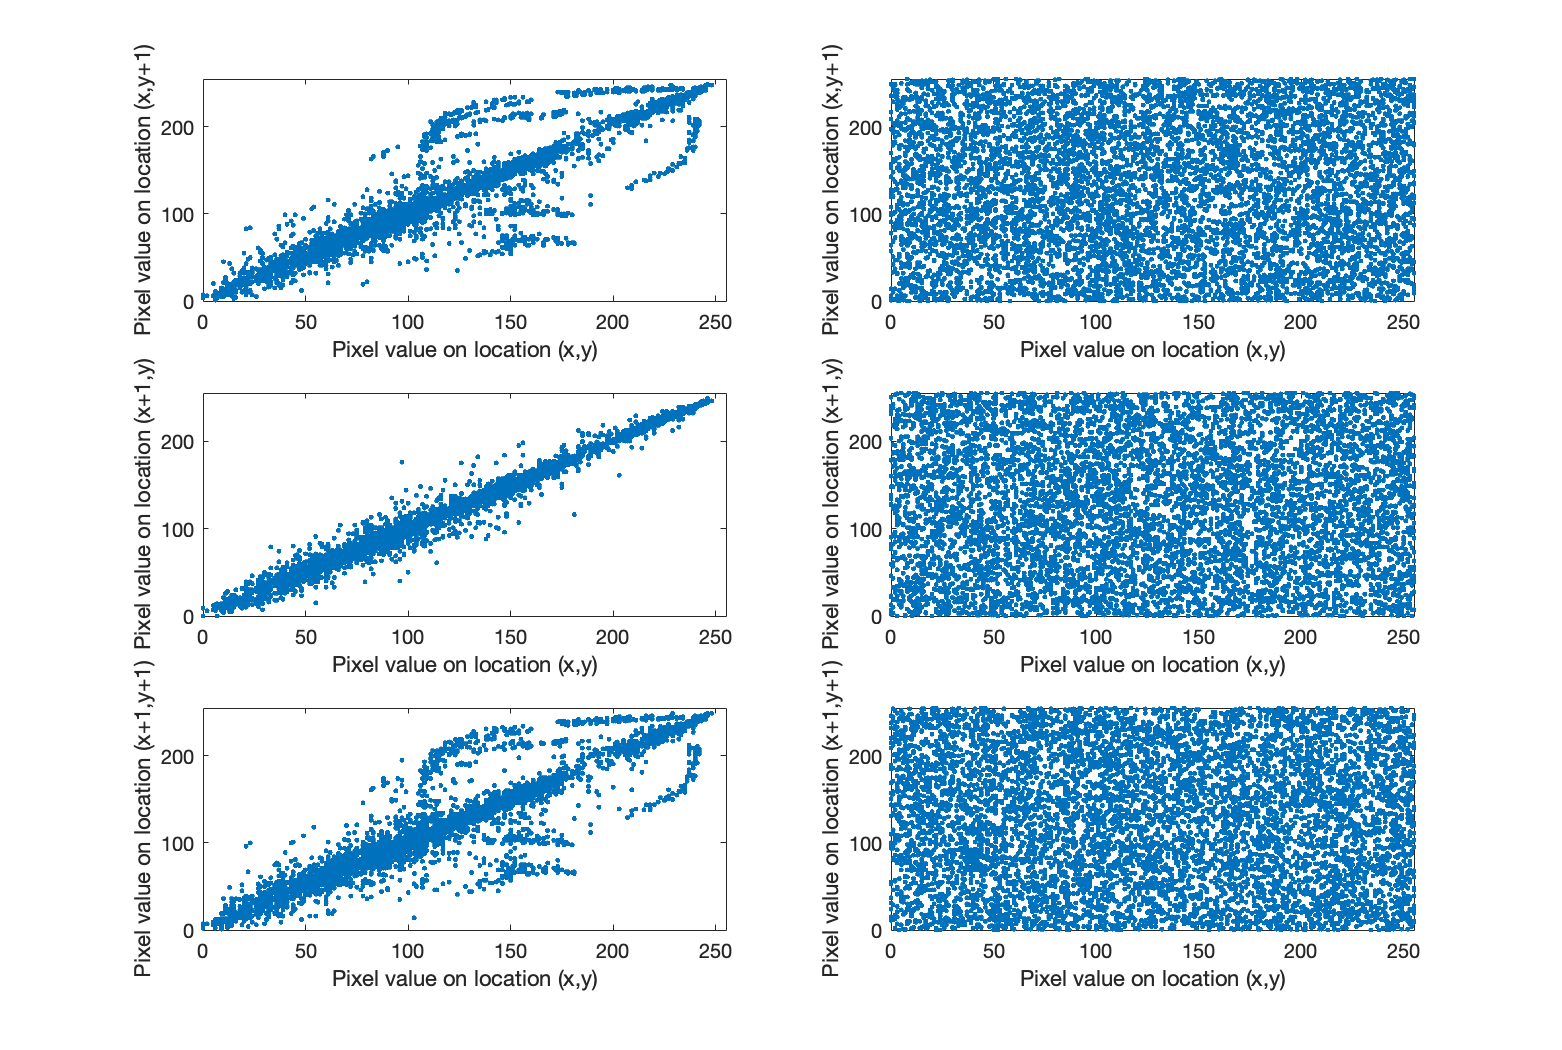 Pixel value on location (x,y+1)
200
100
0
0 50 100 150 200 250
Pixel value on location (x,y)
Pixel value on location (x,y+1)
200
100
0
0 50 100 150 200 250
Pixel value on location (x,y)
Pixel value on location (x+1,y)
200
100
0
0 50 100 150 200 250
Pixel value on location (x,y)
Pixel value on location (x+1,y)
200
100
0
0 50 100 150 200 250
Pixel value on location (x,y)
Pixel value on location (x+1,y+1)
200
100
0
0 50 100 150 200 250
Pixel value on location (x,y)
Pixel value on location (x+1,y+1)
200
100
0
0 50 100 150 200 250
Pixel value on location (x,y)